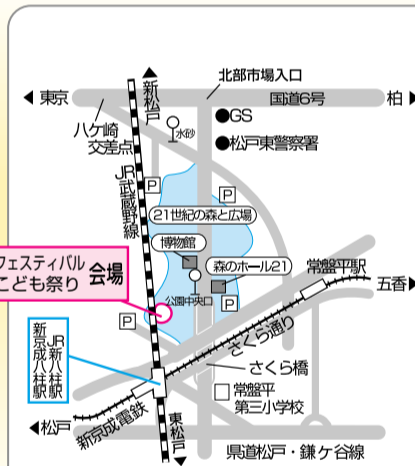 新松戸
北部市場入口
東京
国道6号
柏
八ケ崎
交差点
水砂
GS
松戸東警察署
JR武蔵野線
P
P
21世紀の森と広場
博物館
森のホール21
常盤平駅
五香
フェスティバル
こども祭り
会場
公園中央口
P
P
さくら通り
さくら橋
JR新八柱駅
新京成八柱駅
常盤平
第三小学校
松戸
新京成電鉄
東松戸
県道松戸・鎌ケ谷線